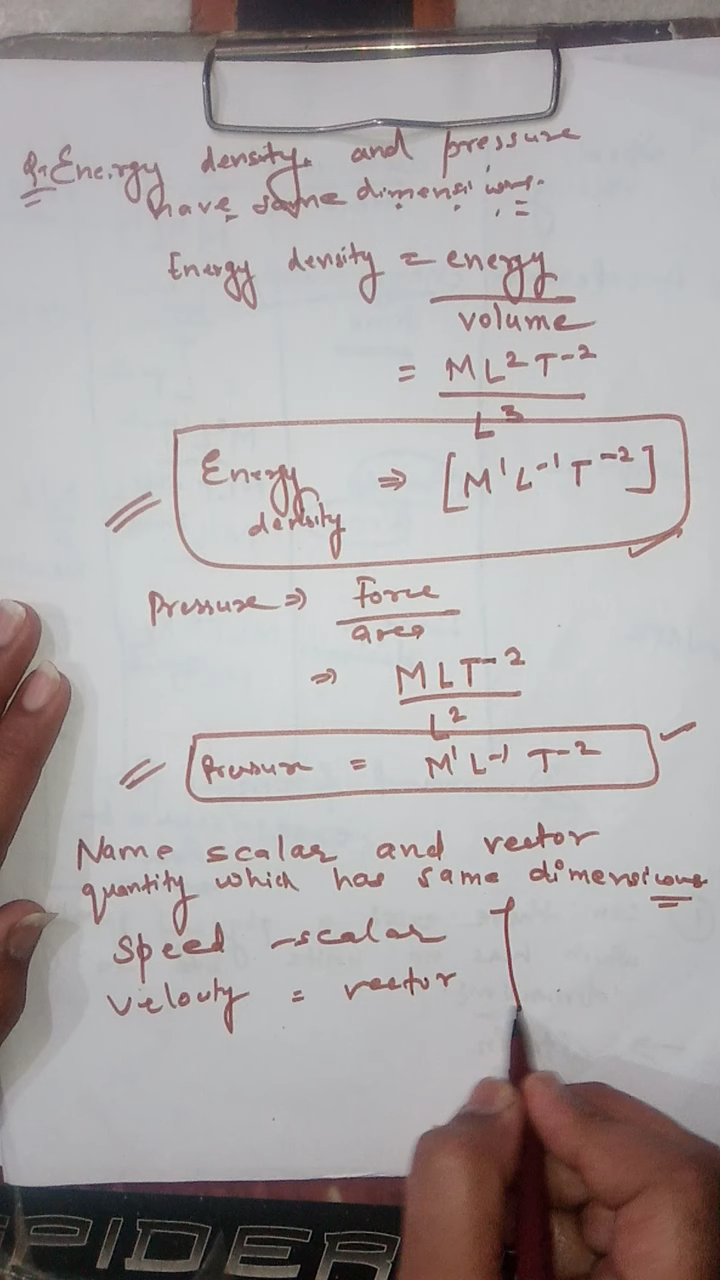 Q. Energy density and pressure
have same dimensions.
Energy density = energy
volume
= ML²T⁻²
L³
Energy ⇒ [M¹L⁻¹T⁻²]
density
Pressure ⇒ Force
area
⇒ MLT⁻²
L²
Pressure = M¹L⁻¹T⁻²
Name scalar and vector
quantity which has same dimensions
Speed - scalar
velouty = vector
SPIDER